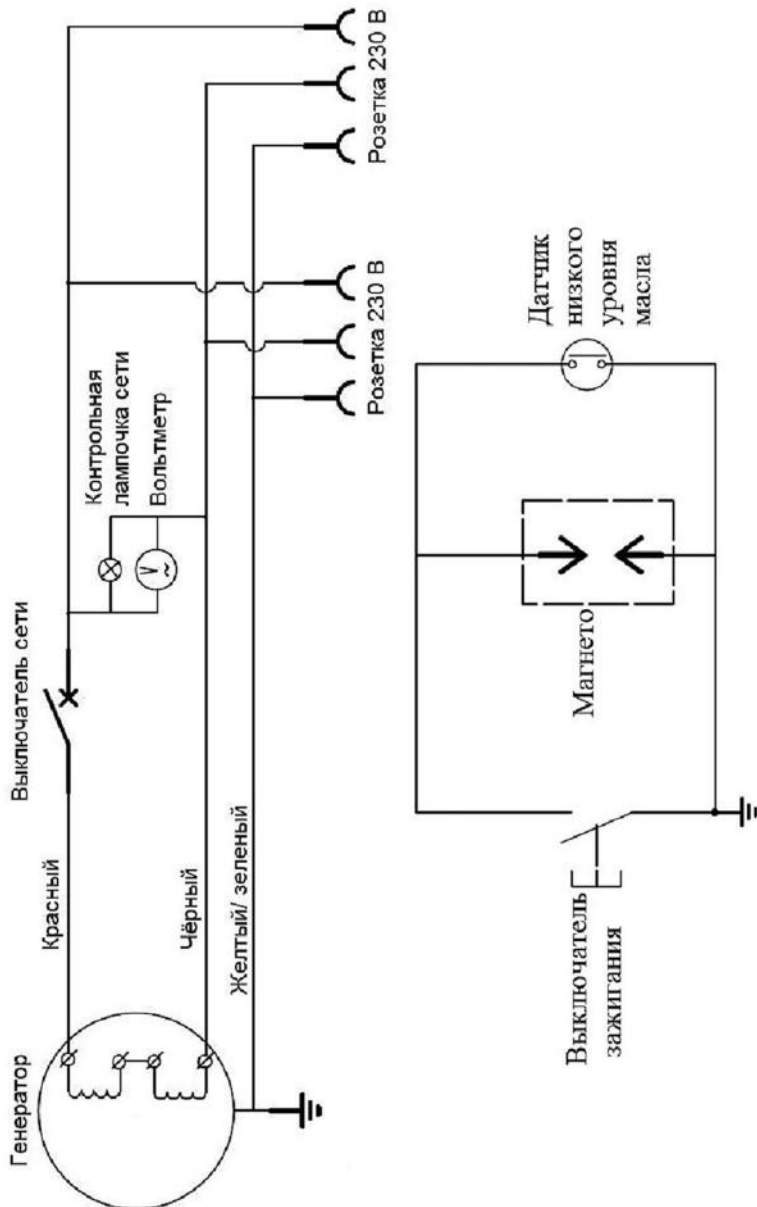 Генератор
Красный
Выключатель сети
Контрольная
лампочка сети
Вольтметр
V
~
Чёрный
Желтый/ зеленый
Розетка 230 В
Розетка 230 В
Выключатель
зажигания
Магнето
Датчик
низкого
уровня
масла